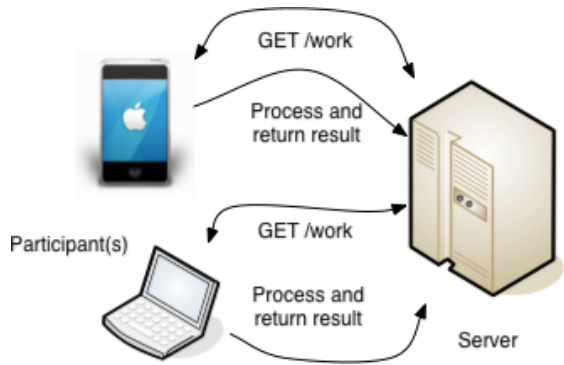 GET /work
Process and
return result
GET /work
Participant(s)
Process and
return result
Server